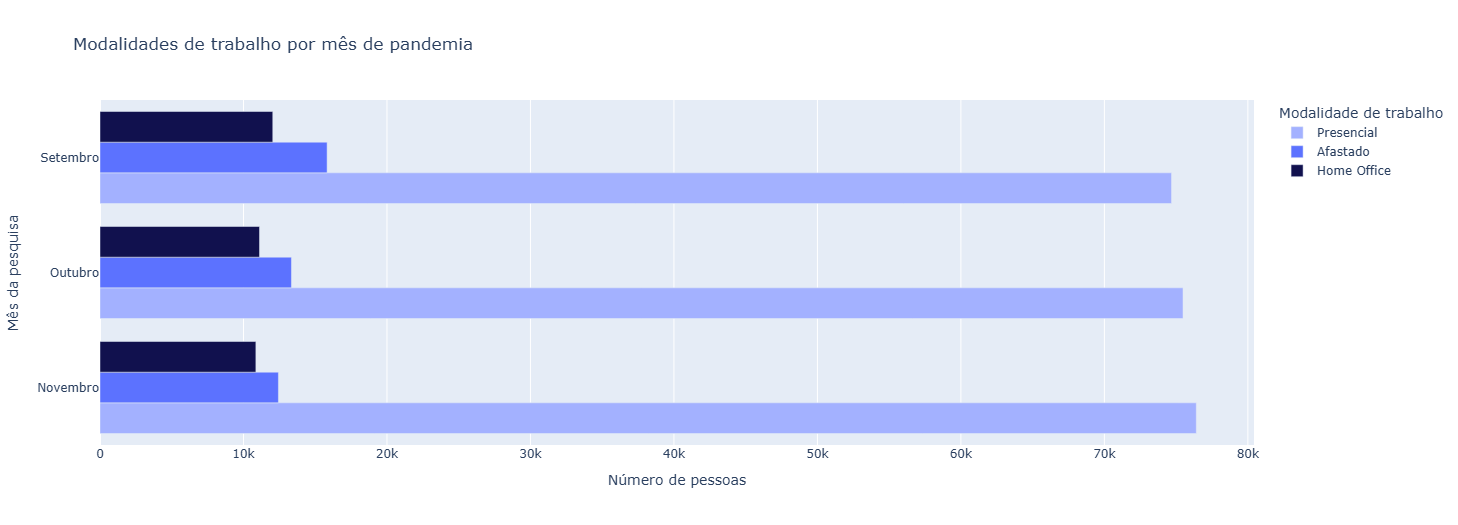 Modalidades de trabalho por mês de pandemia
Modalidade de trabalho
Presencial
Afastado
Home Office
Mês da pesquisa
Setembro
Outubro
Novembro
0 10k 20k 30k 40k 50k 60k 70k 80k
Número de pessoas